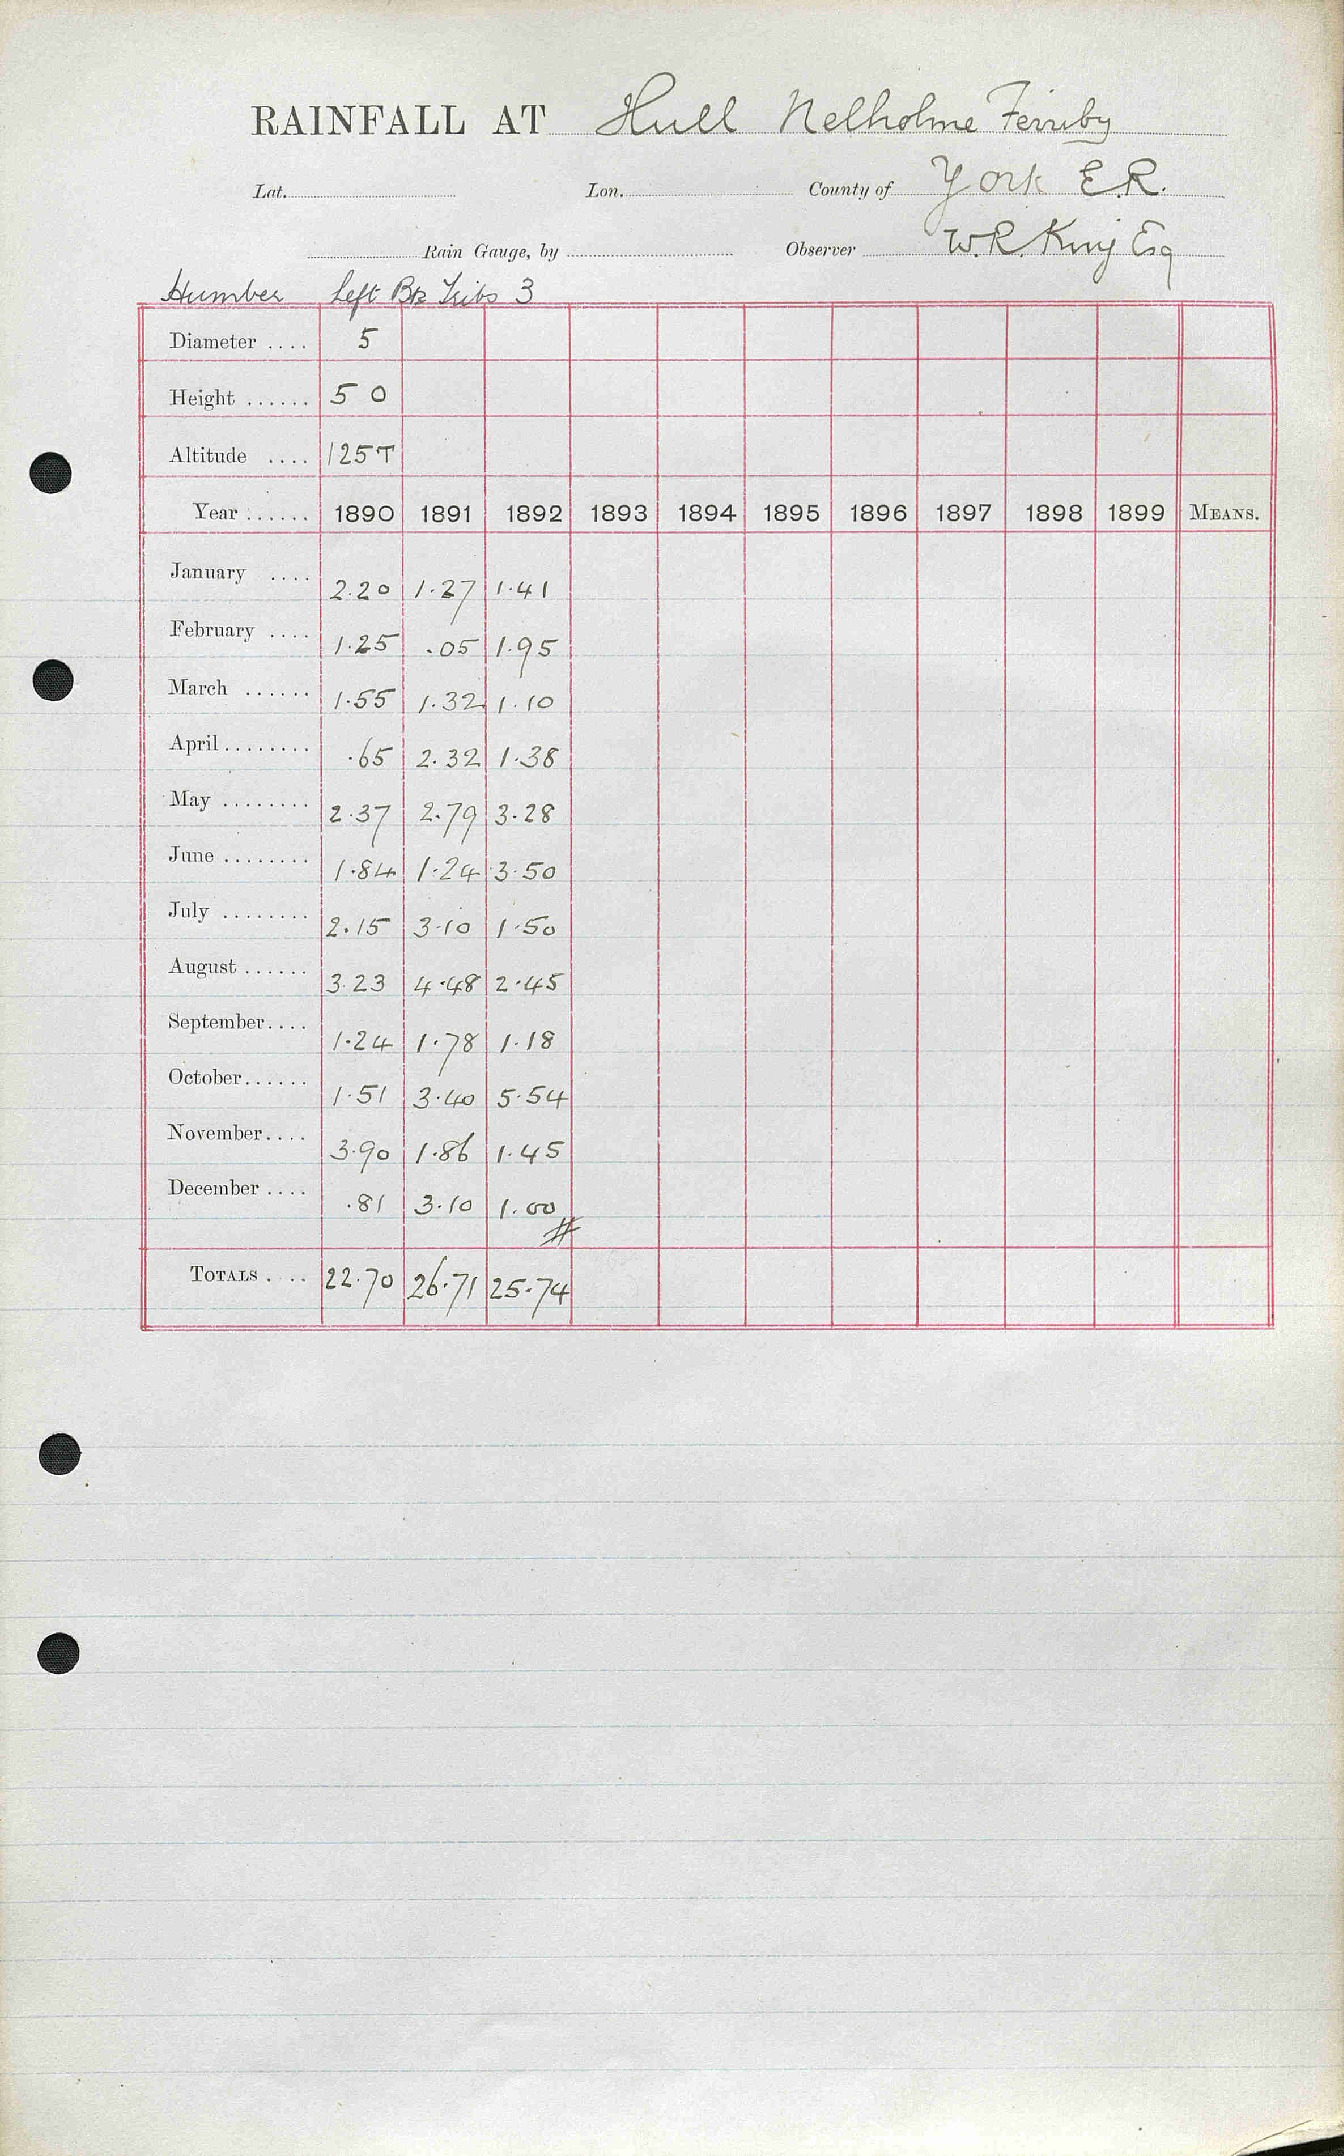 RAINFALL AT Hull Nelholme Ferriby
Lat. Lon. County of York E.R.
Rain Gauge, by Observer W.R. King Esq
Humber Left Bk Tribs 3
Diameter .... 5
Height ...... 5 0
Altitude .... 125T
Year ...... 1890 1891 1892 1893 1894 1895 1896 1897 1898 1899 MEANS.
January .... 2.20 1.27 1.41
February .... 1.25 .05 1.95
March ...... 1.55 1.32 1.10
April ........ .65 2.32 1.38
May ........ 2.37 2.79 3.28
June ........ 1.84 1.24 3.50
July ........ 2.15 3.10 1.50
August ...... 3.23 4.48 2.45
September.... 1.24 1.78 1.18
October...... 1.51 3.40 5.54
November.... 3.90 1.86 1.45
December .... .81 3.10 1.00
#
TOTALS .... 22.70 26.71 25.74